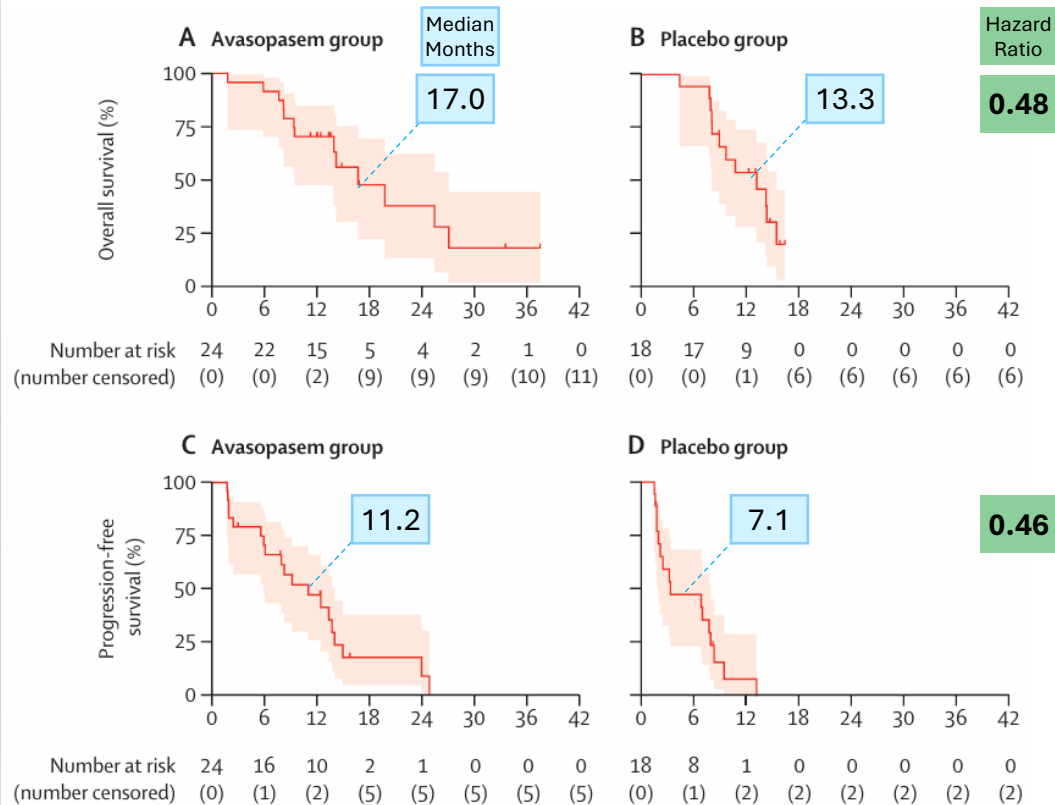 A Avasopasem group
Median
Months
B Placebo group
Hazard
Ratio
17.0
13.3
0.48
Overall survival (%)
100
75
50
25
0
0 6 12 18 24 30 36 42
0 6 12 18 24 30 36 42
Number at risk 24 22 15 5 4 2 1 0 18 17 9 0 0 0 0 0
(number censored) (0) (0) (2) (9) (9) (9) (10) (11) (0) (0) (1) (6) (6) (6) (6) (6)
C Avasopasem group
D Placebo group
11.2
7.1
0.46
Progression-free
survival (%)
100
75
50
25
0
0 6 12 18 24 30 36 42
0 6 12 18 24 30 36 42
Number at risk 24 16 10 2 1 0 0 0 18 8 1 0 0 0 0 0
(number censored) (0) (1) (2) (5) (5) (5) (5) (5) (0) (1) (2) (2) (2) (2) (2) (2)